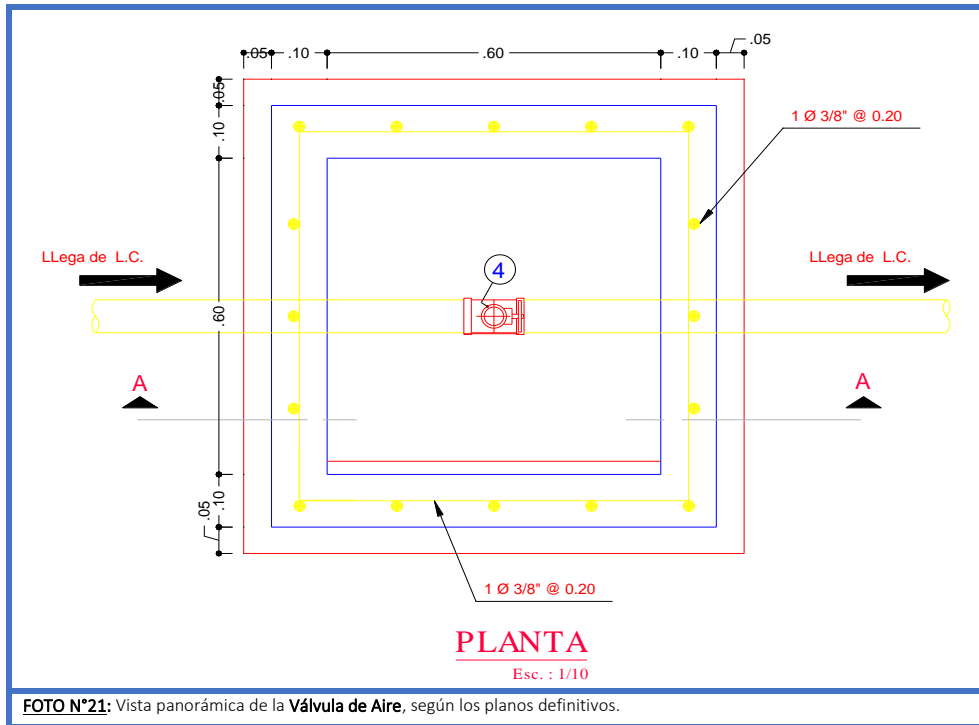 .05 .10 .60 .10 .05
.05
.10
.60
.10
.05
1 Ø 3/8" @ 0.20
LLega de L.C.
LLega de L.C.
4
A
A
1 Ø 3/8" @ 0.20
PLANTA
Esc. : 1/10
FOTO N°21: Vista panorámica de la Válvula de Aire, según los planos definitivos.